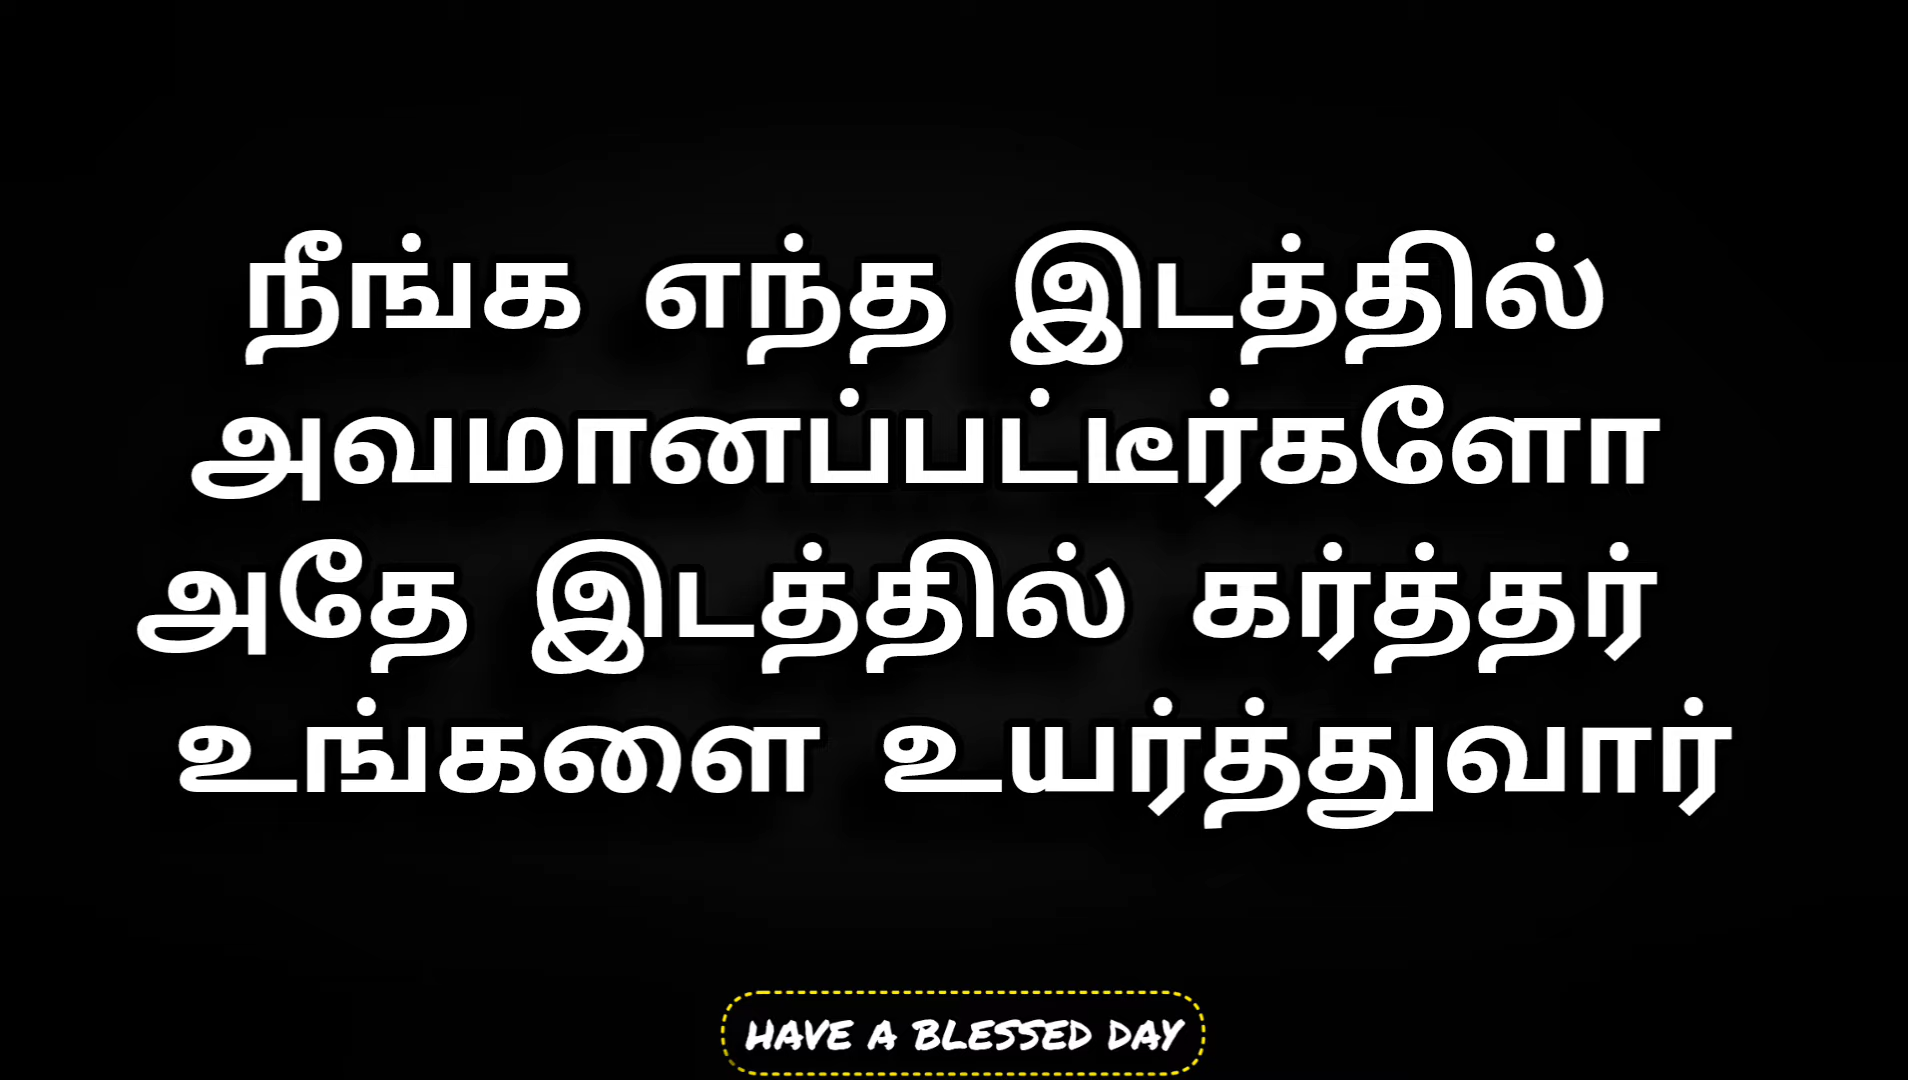 நீங்க எந்த இடத்தில்
அவமானப்பட்டீர்களோ
அதே இடத்தில் கர்த்தர்
உங்களை உயர்த்துவார்
HAVE A BLESSED DAY